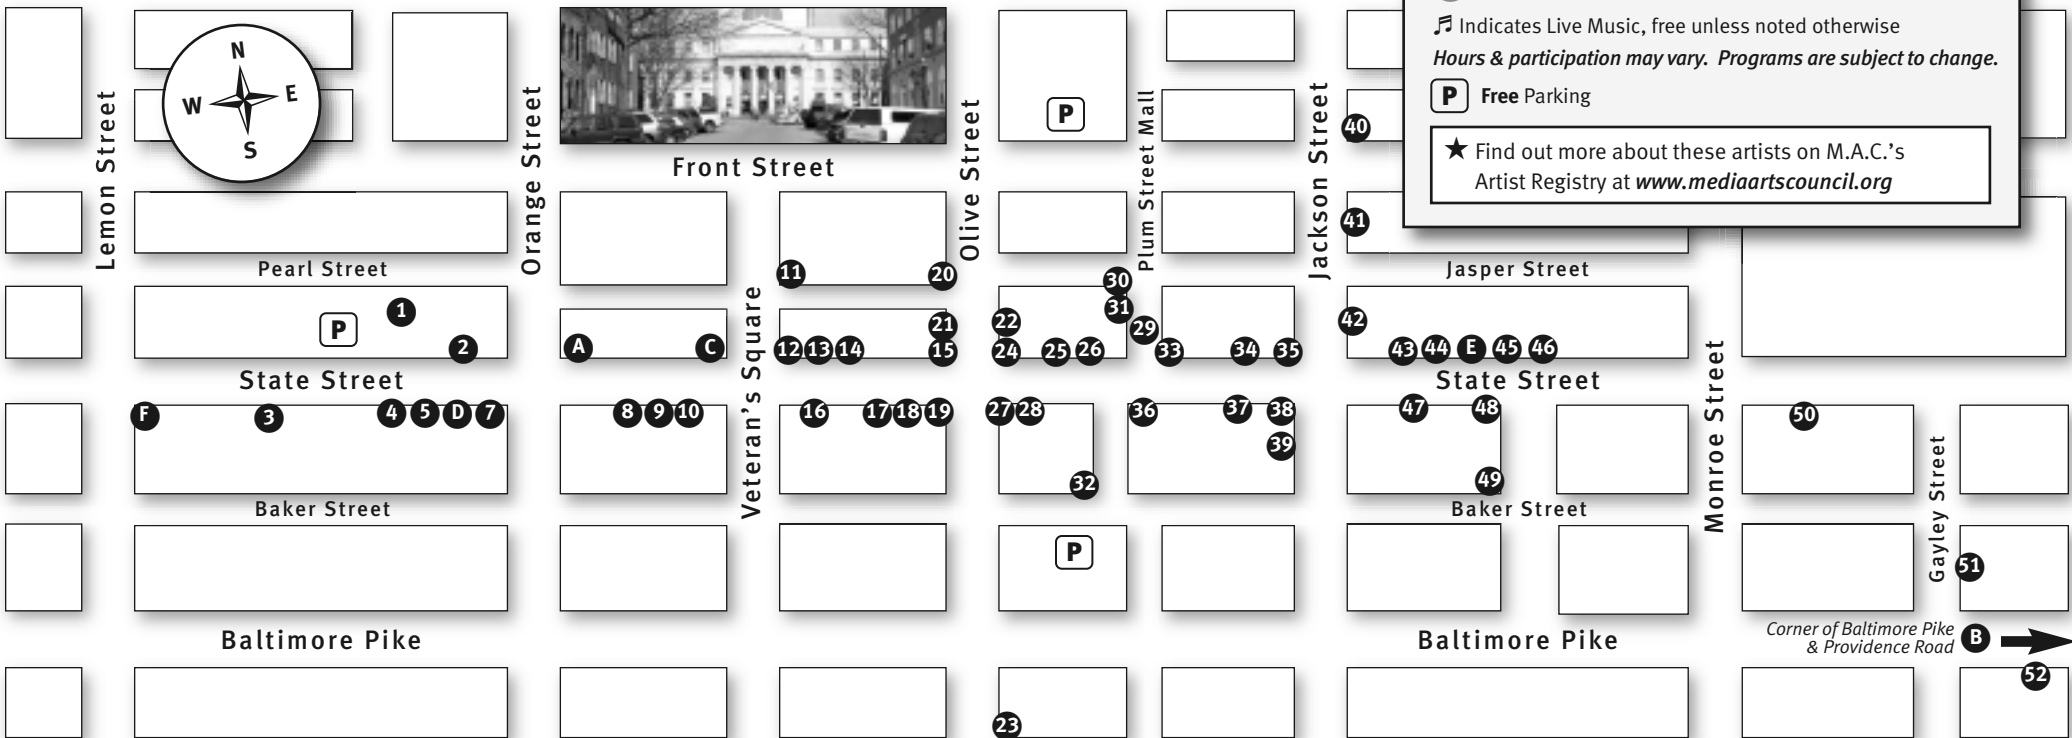 ♬ Indicates Live Music, free unless noted otherwise
Hours & participation may vary. Programs are subject to change.
P Free Parking
★ Find out more about these artists on M.A.C.'s
Artist Registry at www.mediaartscouncil.org
N
W E
S
Lemon Street
Orange Street
Front Street
Olive Street
P
Plum Street Mall
Jackson Street
40
41
Pearl Street
Jasper Street
11
20
30
1
P
2
A
C
Veteran's Square
12
13
14
21
15
22
24
25
26
31
29
33
34
35
42
43
44
E
45
46
State Street
State Street
Monroe Street
F
3
4
5
D
7
8
9
10
16
17
18
19
27
28
36
37
38
39
47
48
50
32
49
Baker Street
Baker Street
Gayley Street
P
51
Baltimore Pike
Baltimore Pike
Corner of Baltimore Pike
& Providence Road
B
52
23